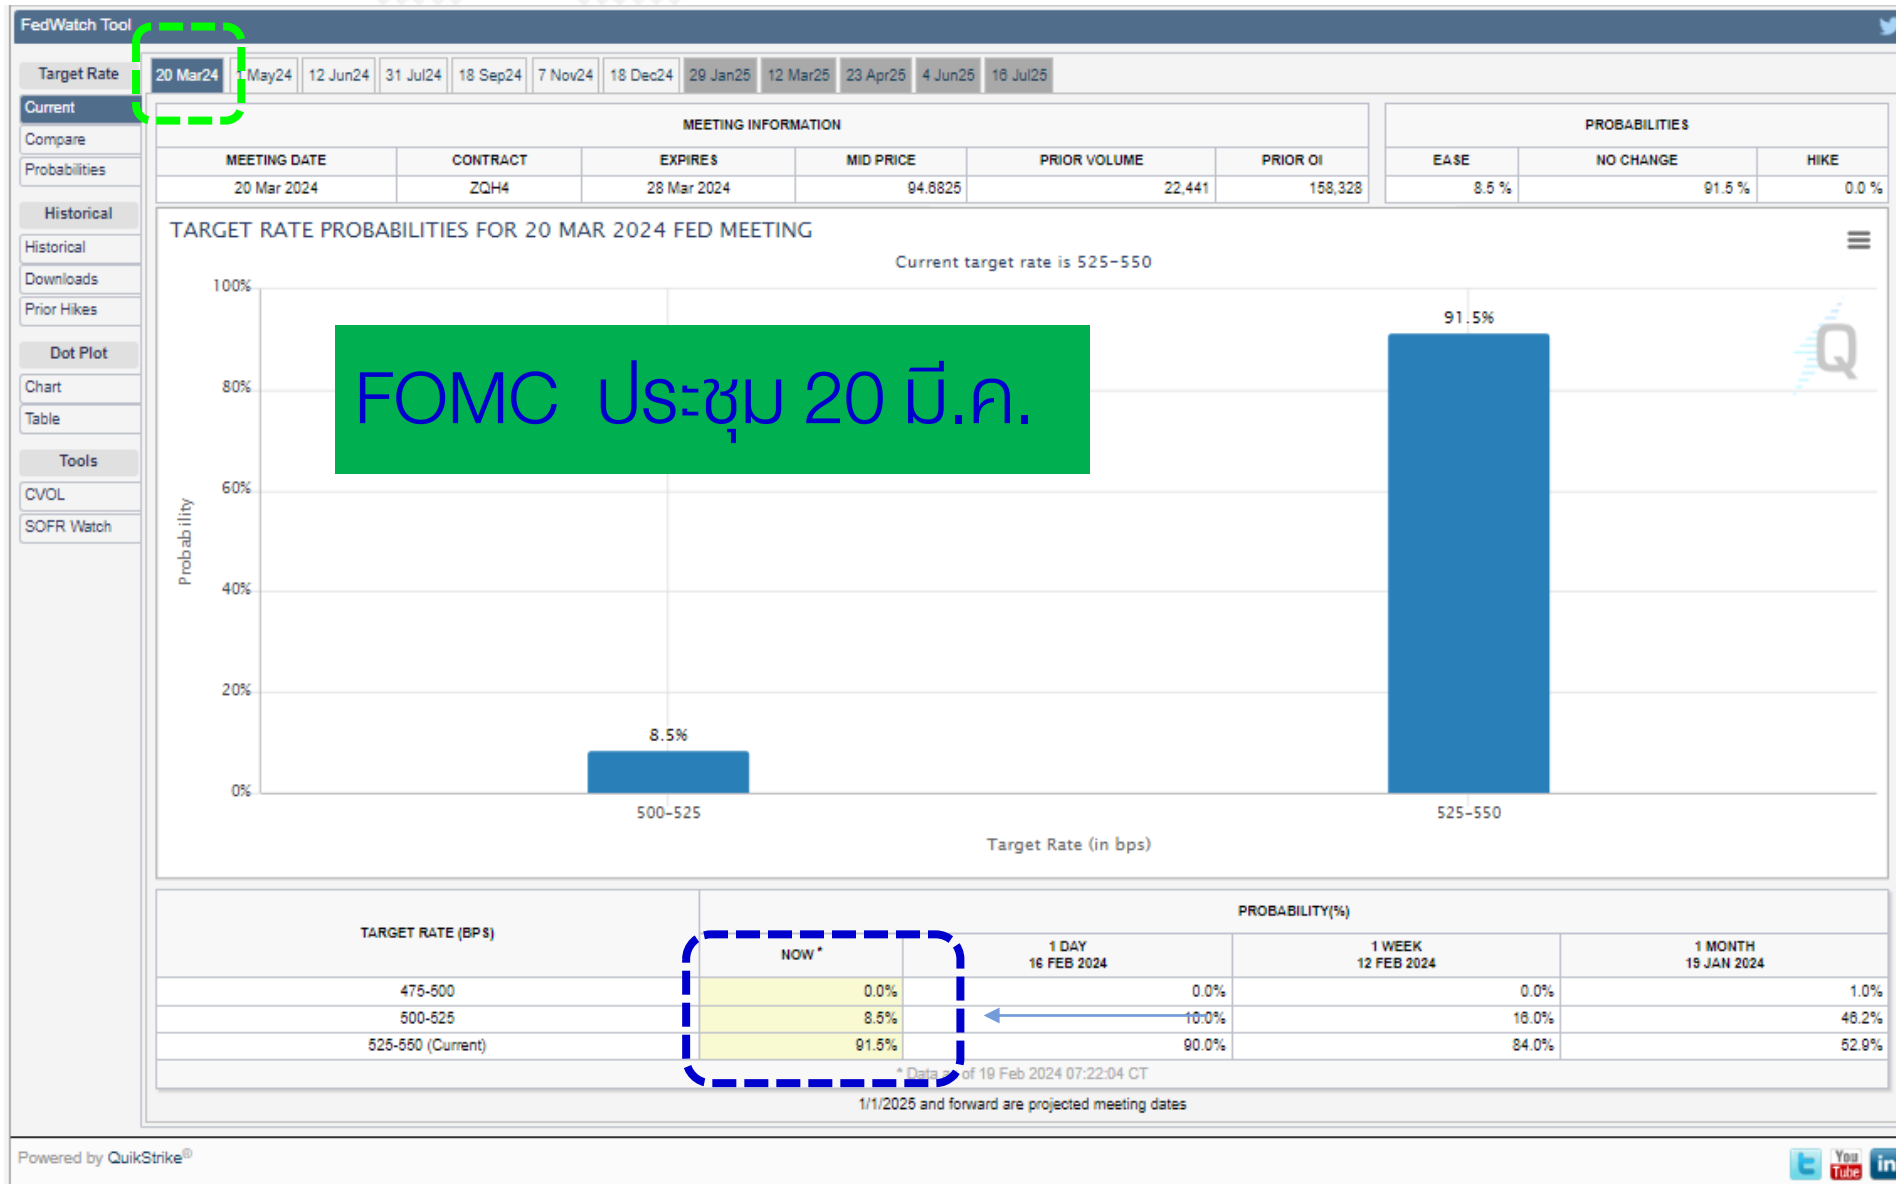 FedWatch Tool
Target Rate
Current
Compare
Probabilities
Historical
Historical
Downloads
Prior Hikes
Dot Plot
Chart
Table
Tools
CVOL
SOFR Watch
20 Mar24 1 May24 12 Jun24 31 Jul24 18 Sep24 7 Nov24 18 Dec24 29 Jan25 12 Mar25 23 Apr25 4 Jun25 16 Jul25
MEETING INFORMATION
MEETING DATE CONTRACT EXPIRES MID PRICE PRIOR VOLUME PRIOR OI
20 Mar 2024 ZQH4 28 Mar 2024 94.6825 22,441 158,328
PROBABILITIES
EASE NO CHANGE HIKE
8.5 % 91.5 % 0.0 %
TARGET RATE PROBABILITIES FOR 20 MAR 2024 FED MEETING
Current target rate is 525-550
100%
80%
60%
40%
20%
0%
Probability
FOMC ประชุม 20 มี.ค.
8.5%
91.5%
500-525
525-550
Target Rate (in bps)
Q
TARGET RATE (BPS) PROBABILITY(%)
NOW * 1 DAY 1 WEEK 1 MONTH
16 FEB 2024 12 FEB 2024 19 JAN 2024
475-500 0.0% 0.0% 0.0% 1.0%
500-525 8.5% 10.0% 16.0% 46.2%
525-550 (Current) 91.5% 90.0% 84.0% 52.9%
* Data as of 19 Feb 2024 07:22:04 CT
1/1/2025 and forward are projected meeting dates
Powered by QuikStrike®
You
Tube
in